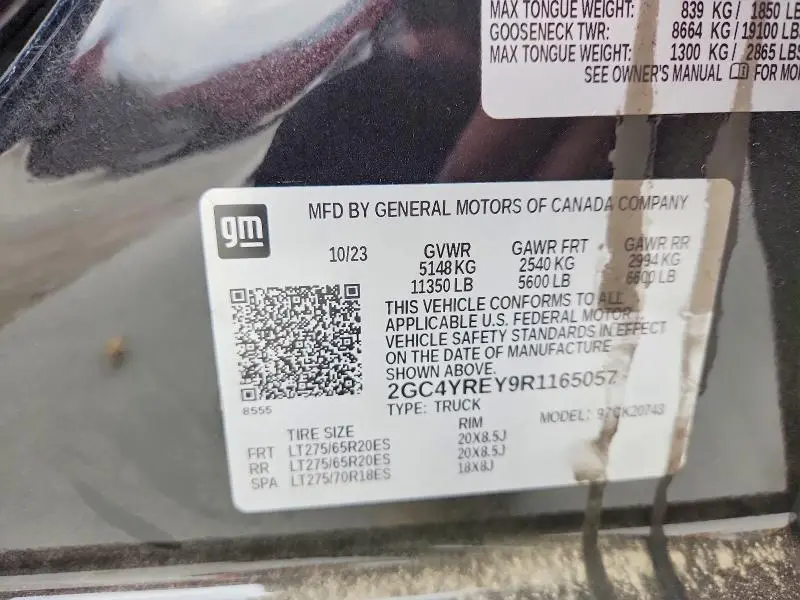 MAX TONGUE WEIGHT: 839 KG / 1850 LB
GOOSENECK TWR: 8664 KG / 19100 LBS
MAX TONGUE WEIGHT: 1300 KG / 2865 LBS
SEE OWNER'S MANUAL FOR MO
gm
MFD BY GENERAL MOTORS OF CANADA COMPANY
10/23 GVWR GAWR FRT GAWR RR
5148 KG 2540 KG 2994 KG
11350 LB 5600 LB 6600 LB
THIS VEHICLE CONFORMS TO ALL
APPLICABLE U.S. FEDERAL MOTOR
VEHICLE SAFETY STANDARDS IN EFFECT
ON THE DATE OF MANUFACTURE
SHOWN ABOVE.
2GC4YREY9R1165057
8555
TYPE: TRUCK MODEL:
TIRE SIZE RIM
FRT LT275/65R20ES 20X8.5J
RR LT275/65R20ES 20X8.5J
SPA LT275/70R18ES 18X8J